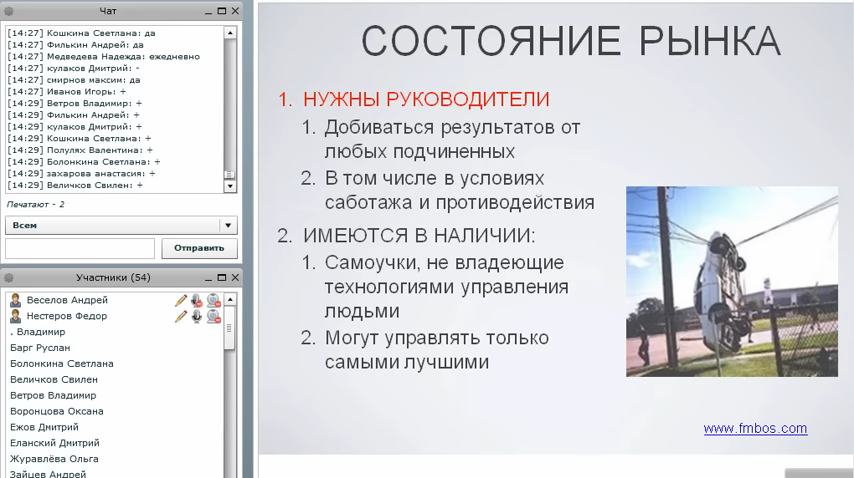 Чат
[14:27] Кошкина Светлана: да
[14:27] Филькин Андрей: да
[14:27] Медведева Надежда: ежедневно
[14:27] кулаков Дмитрий: -
[14:27] смирнов максим: да
[14:27] Иванов Игорь: +
[14:29] Ветров Владимир: +
[14:29] Филькин Андрей: +
[14:29] кулаков Дмитрий: +
[14:29] Кошкина Светлана: +
[14:29] Полулях Валентина: +
[14:29] Болонкина Светлана: +
[14:29] захарова анастасия: +
[14:29] Величков Свилен: +
Печатают - 2
Всем
Отправить
Участники (54)
Веселов Андрей
Нестеров Федор
. Владимир
Барг Руслан
Болонкина Светлана
Величков Свилен
Ветров Владимир
Воронцова Оксана
Ежов Дмитрий
Еланский Дмитрий
Журавлёва Ольга
Зайцев Андрей
СОСТОЯНИЕ РЫНКА
1. НУЖНЫ РУКОВОДИТЕЛИ
1. Добиваться результатов от
любых подчиненных
2. В том числе в условиях
саботажа и противодействия
2. ИМЕЮТСЯ В НАЛИЧИИ:
1. Самоучки, не владеющие
технологиями управления
людьми
2. Могут управлять только
самыми лучшими
www.fmbos.com